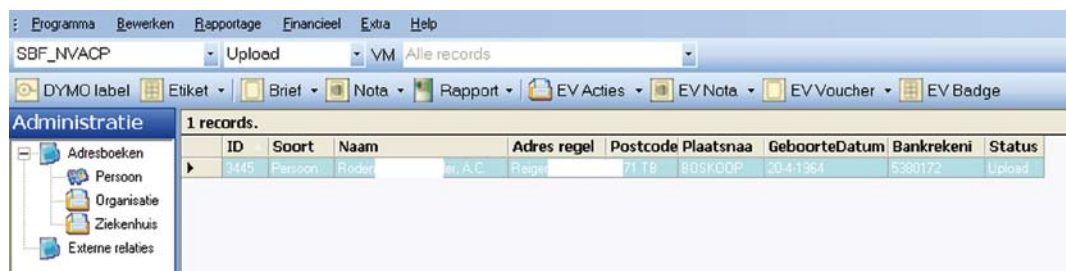 Programma Bewerken Rapportage Financieel Extra Help
SBF_NVACP Upload VM Alle records
DYMO label Etiket Brief Nota Rapport EV Acties EV Nota EV Voucher EV Badge
Administratie 1 records.
ID Soort Naam Adres regel Postcode Plaatsnaa GeboorteDatum Bankrekeni Status
3445 Persoon Roden er, A.C. Reiger 71 TB BOSKOOP 20-4-1964 5380172 Upload
Adresboeken
Persoon
Organisatie
Ziekenhuis
Externe relaties